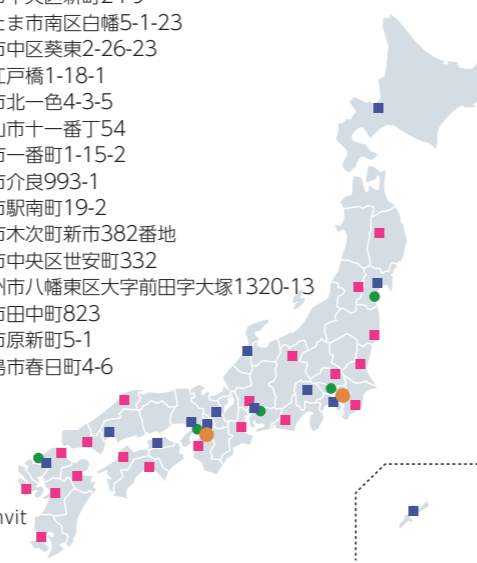 たま市南区白幡5-1-23
市中区葵東2-26-23
江戸橋1-18-1
市北一色4-3-5
山市十一番丁54
市一番町1-15-2
市介良993-1
市駅南町19-2
市木次町新市382番地
市中央区世安町332
州市八幡東区大字前田字大塚1320-13
市田中町823
市原新町5-1
島市春日町4-6
nvit